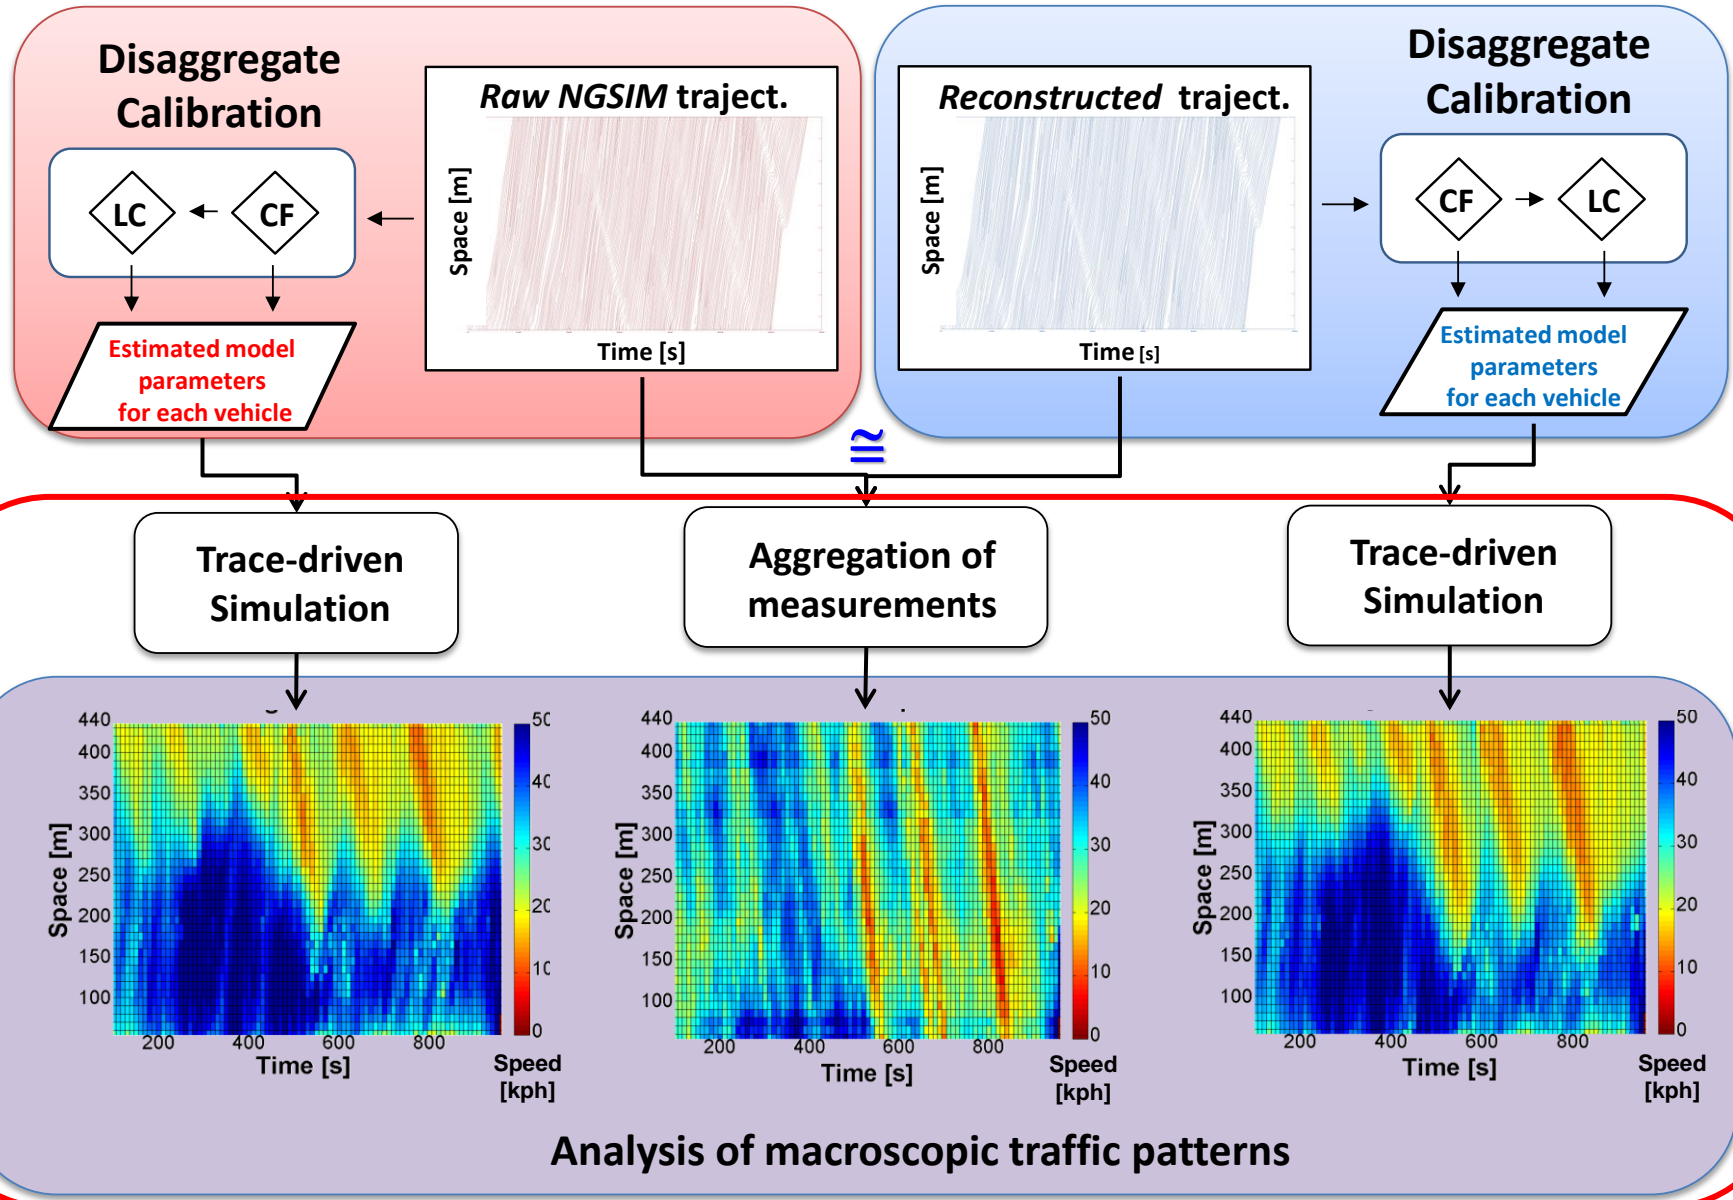 Disaggregate
Calibration
LC
CF
Estimated model
parameters
for each vehicle
Raw NGSIM traject.
Space [m]
Time [s]
Reconstructed traject.
Space [m]
Time [s]
Disaggregate
Calibration
CF
LC
Estimated model
parameters
for each vehicle
≅
Trace-driven
Simulation
Aggregation of
measurements
Trace-driven
Simulation
440
400
350
300
250
200
150
100
Space [m]
200
400
600
800
Time [s]
50
40
30
20
10
0
Speed
[kph]
440
400
350
300
250
200
150
100
Space [m]
200
400
600
800
Time [s]
50
40
30
20
10
0
Speed
[kph]
440
400
350
300
250
200
150
100
Space [m]
200
400
600
800
Time [s]
50
40
30
20
10
0
Speed
[kph]
Analysis of macroscopic traffic patterns